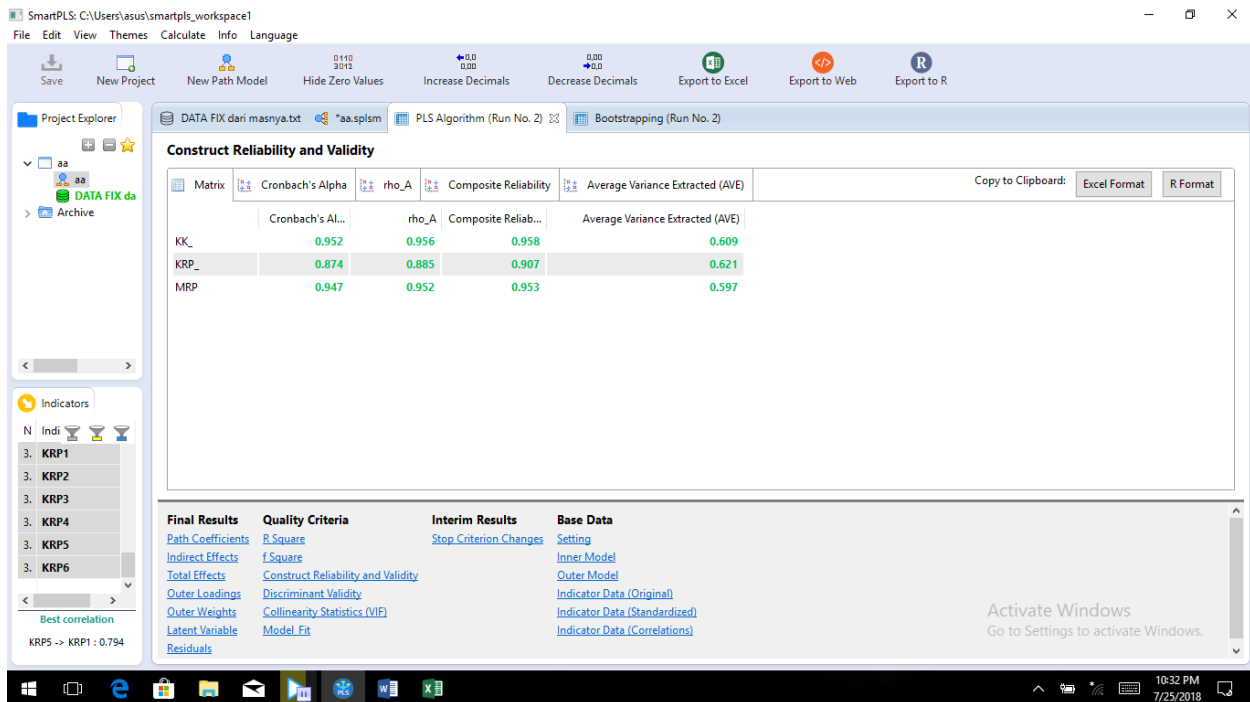 SmartPLS: C:\Users\asus\smartpls_workspace1
File Edit View Themes Calculate Info Language
Save New Project New Path Model Hide Zero Values Increase Decimals Decrease Decimals Export to Excel Export to Web Export to R
Project Explorer
aa
aa
DATA FIX da
Archive
Indicators
N Indi
3. KRP1
3. KRP2
3. KRP3
3. KRP4
3. KRP5
3. KRP6
Best correlation
KRP5 -> KRP1 : 0.794
DATA FIX dari masnya.txt *aa.splsm PLS Algorithm (Run No. 2) Bootstrapping (Run No. 2)
Construct Reliability and Validity
Matrix Cronbach's Alpha rho_A Composite Reliability Average Variance Extracted (AVE) Copy to Clipboard: Excel Format R Format
Cronbach's Al... rho_A Composite Reliab... Average Variance Extracted (AVE)
KK_ 0.952 0.956 0.958 0.609
KRP_ 0.874 0.885 0.907 0.621
MRP 0.947 0.952 0.953 0.597
Final Results Quality Criteria Interim Results Base Data
Path Coefficients R Square Stop Criterion Changes Setting
Indirect Effects f Square Inner Model
Total Effects Construct Reliability and Validity Outer Model
Outer Loadings Discriminant Validity Indicator Data (Original)
Outer Weights Collinearity Statistics (VIF) Indicator Data (Standardized)
Latent Variable Model_Fit Indicator Data (Correlations)
Residuals
Activate Windows
Go to Settings to activate Windows.
10:32 PM
7/25/2018